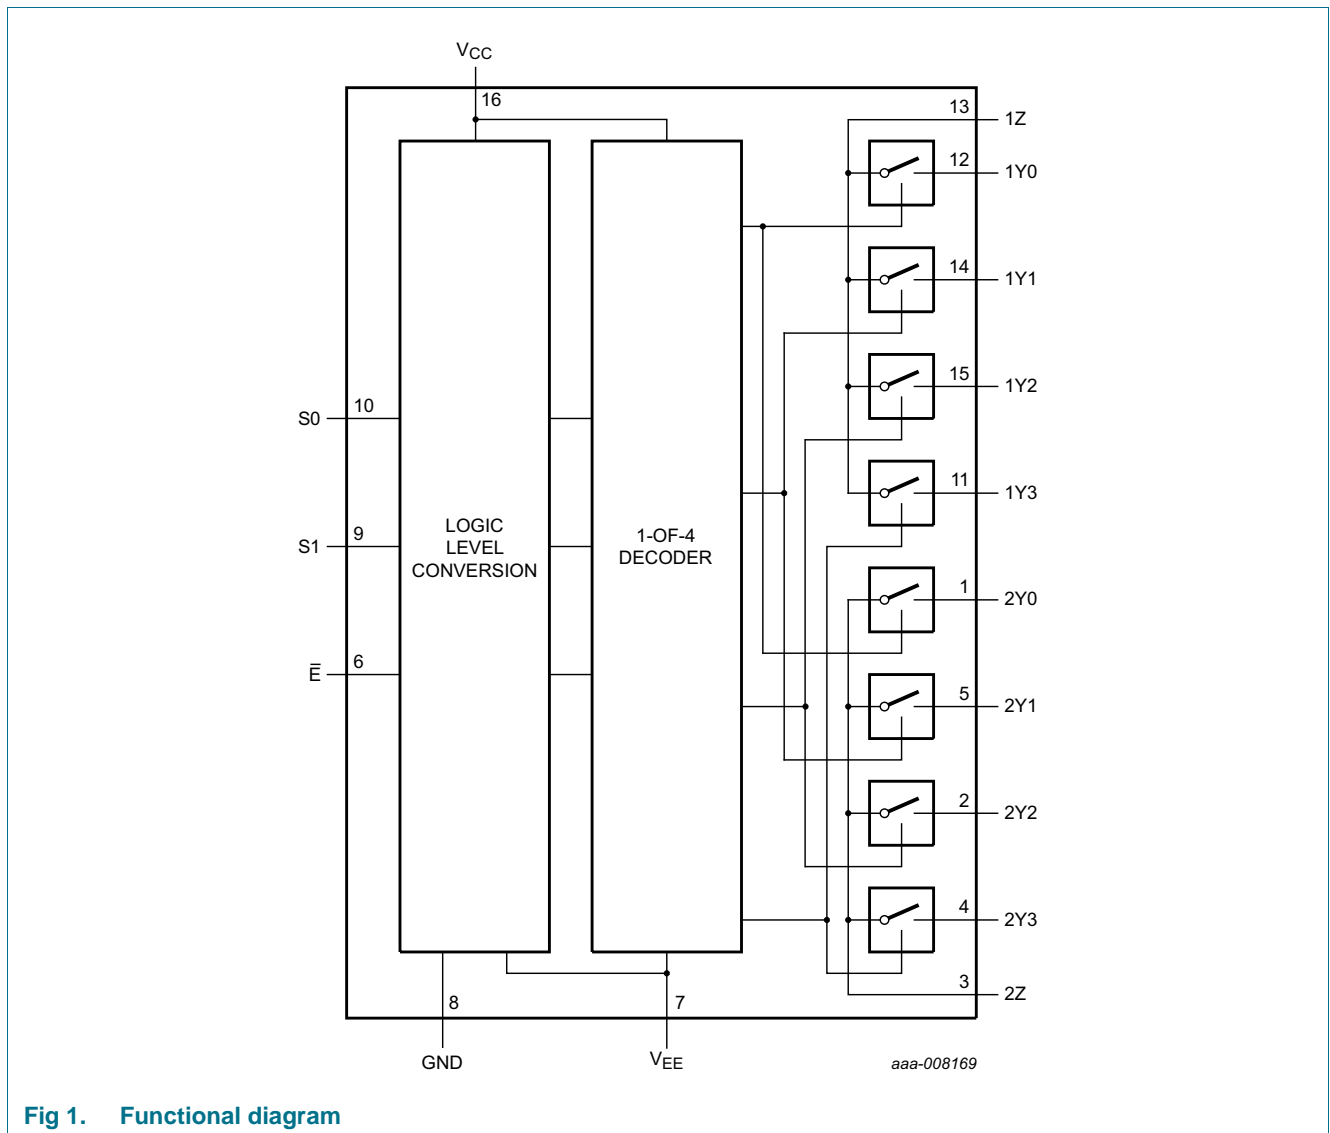 VCC
16
13
1Z
12
1Y0
14
1Y1
15
1Y2
S0
10
11
1Y3
S1
9
LOGIC
LEVEL
CONVERSION
1-OF-4
DECODER
1
2Y0
E̅
6
5
2Y1
2
2Y2
4
2Y3
3
2Z
8
7
GND
VEE
aaa-008169
Fig 1. Functional diagram